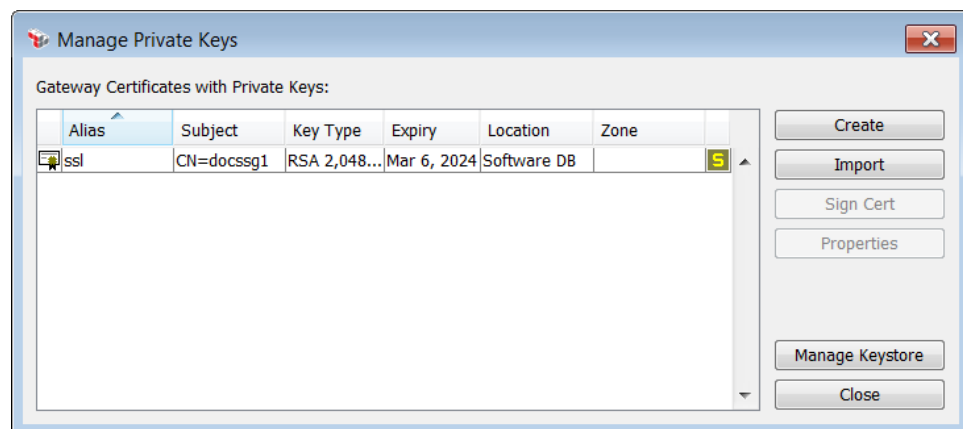 Manage Private Keys
Gateway Certificates with Private Keys:
Alias Subject Key Type Expiry Location Zone
ssl CN=docssg1 RSA 2,048... Mar 6, 2024 Software DB S
Create
Import
Sign Cert
Properties
Manage Keystore
Close